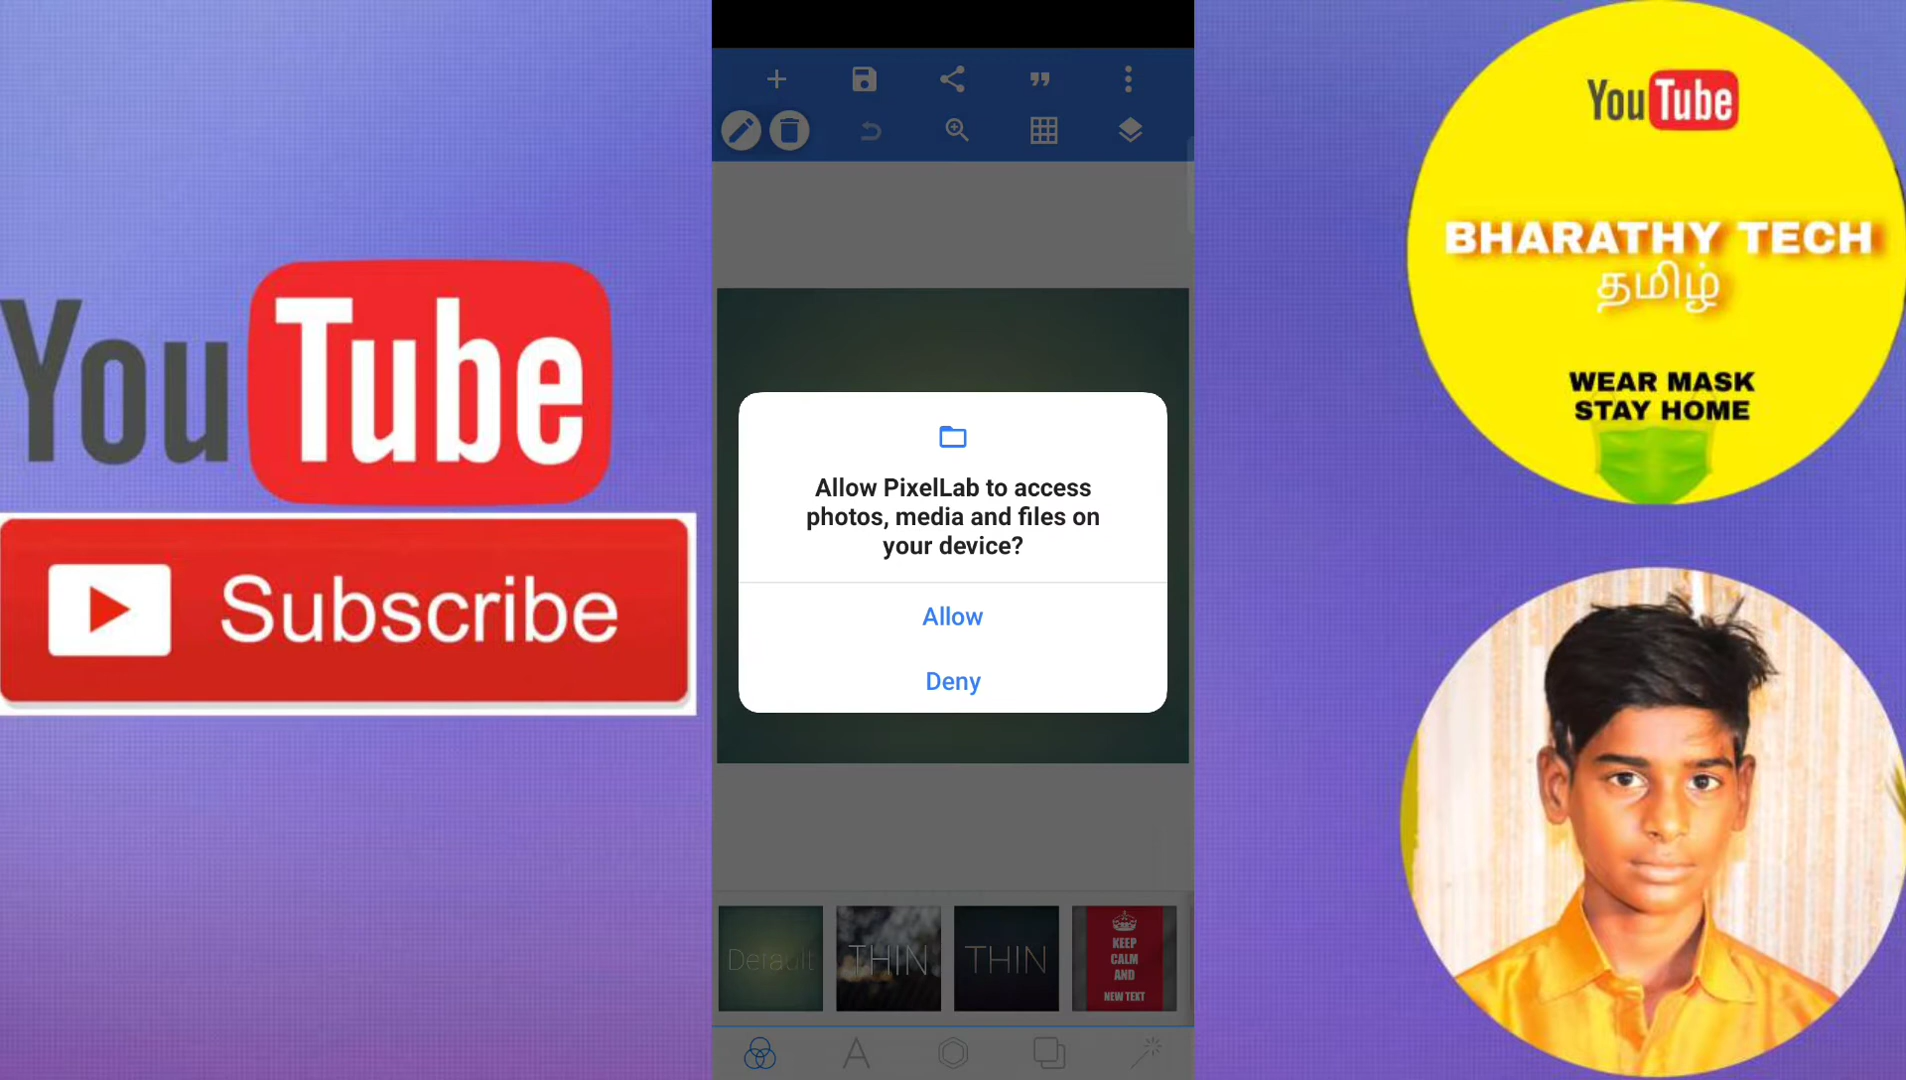 YouTube
Subscribe
Allow PixelLab to access
photos, media and files on
your device?
Allow
Deny
Default
THIN
THIN
KEEP
CALM
AND
NEW TEXT
A
YouTube
BHARATHY TECH
தமிழ்
WEAR MASK
STAY HOME